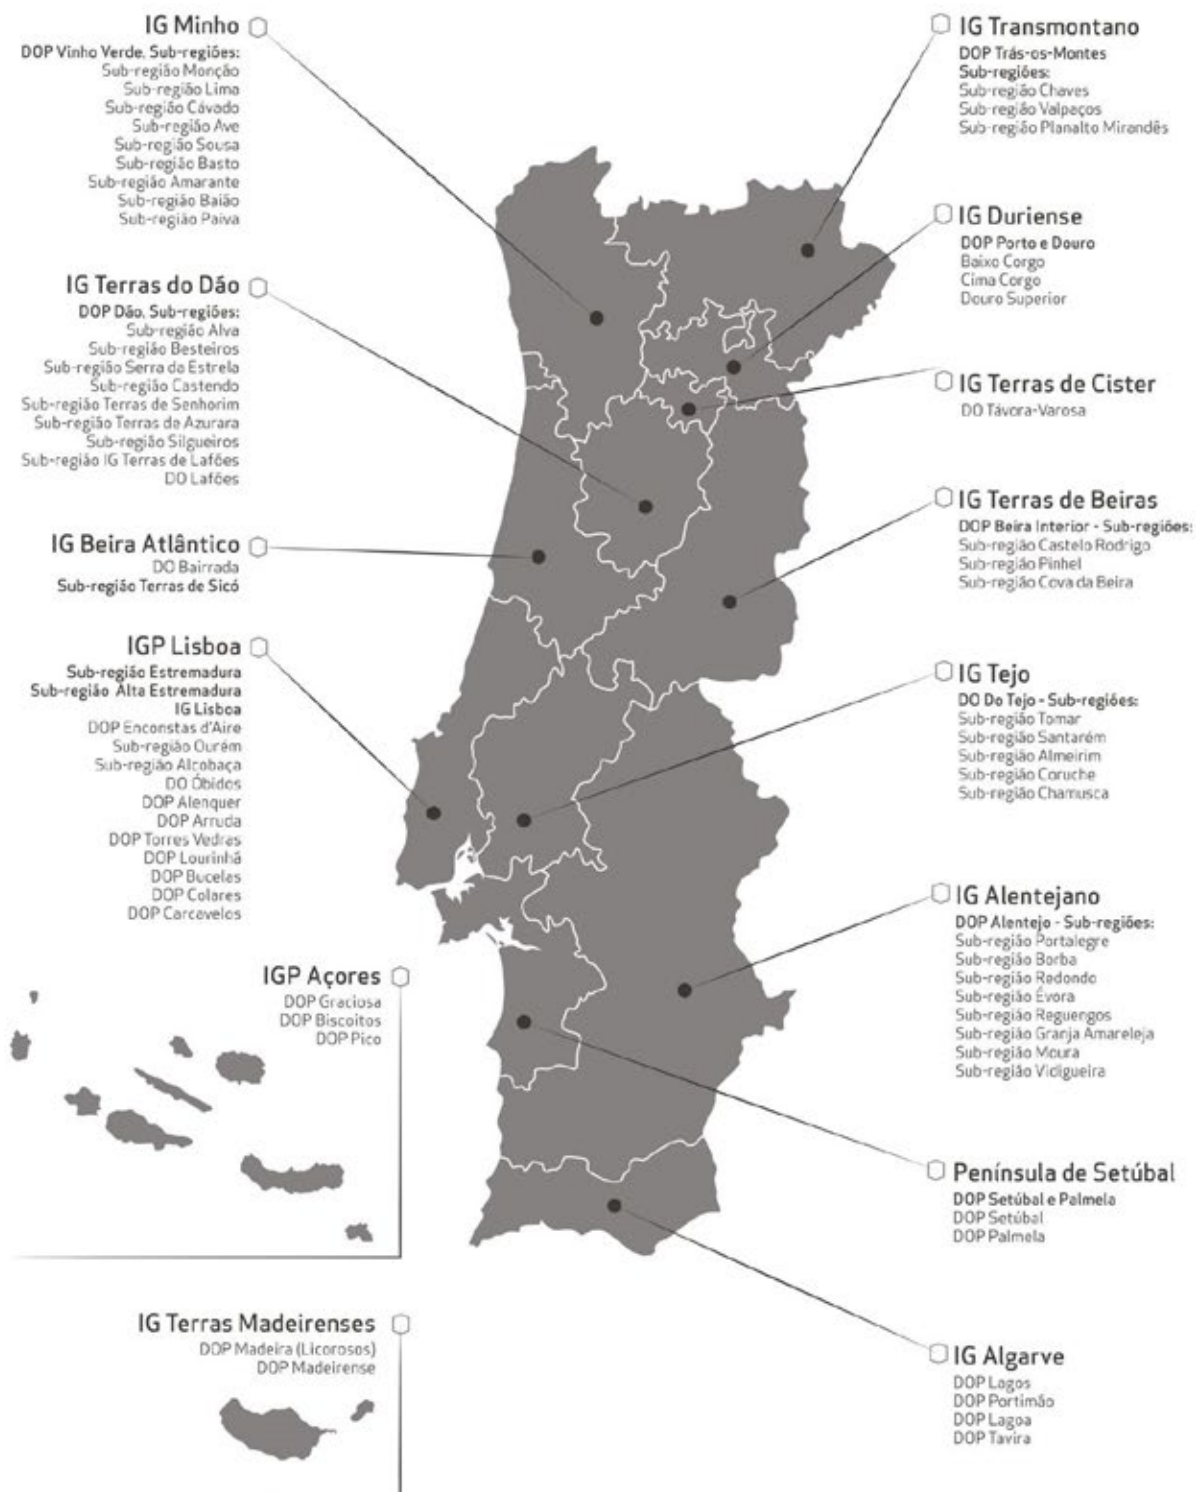 IG Minho
DOP Vinho Verde, Sub-regiões:
Sub-região Monção
Sub-região Lima
Sub-região Cávado
Sub-região Ave
Sub-região Sousa
Sub-região Basto
Sub-região Amarante
Sub-região Baião
Sub-região Paiva
IG Terras do Dão
DOP Dão, Sub-regiões:
Sub-região Alva
Sub-região Besteiros
Sub-região Serra da Estrela
Sub-região Castendo
Sub-região Terras de Senhorim
Sub-região Terras de Azurara
Sub-região Silgueiros
Sub-região IG Terras de Lafões
DO Lafões
IG Beira Atlântico
DO Bairrada
Sub-região Terras de Sicó
IGP Lisboa
Sub-região Estremadura
Sub-região Alta Estremadura
IG Lisboa
DOP Enconstas d'Aire
Sub-região Ourém
Sub-região Alcobaça
DO Óbidos
DOP Alenquer
DOP Arruda
DOP Torres Vedras
DOP Lourinhã
DOP Bucelas
DOP Colares
DOP Carcavelos
IGP Açores
DOP Graciosa
DOP Biscoitos
DOP Pico
IG Terras Madeirenses
DOP Madeira (Licorosos)
DOP Madeirense
IG Transmontano
DOP Trás-os-Montes
Sub-regiões:
Sub-região Chaves
Sub-região Valpaços
Sub-região Planalto Mirandês
IG Duriense
DOP Porto e Douro
Baixo Corgo
Cima Corgo
Douro Superior
IG Terras de Cister
DO Távora-Varosa
IG Terras de Beiras
DOP Beira Interior - Sub-regiões:
Sub-região Castelo Rodrigo
Sub-região Pinhel
Sub-região Cova da Beira
IG Tejo
DO Do Tejo - Sub-regiões:
Sub-região Tomar
Sub-região Santarém
Sub-região Almeirim
Sub-região Coruche
Sub-região Chamusca
IG Alentejano
DOP Alentejo - Sub-regiões:
Sub-região Portalegre
Sub-região Borba
Sub-região Redondo
Sub-região Évora
Sub-região Reguengos
Sub-região Granja Amareleja
Sub-região Moura
Sub-região Vidigueira
Península de Setúbal
DOP Setúbal e Palmela
DOP Setúbal
DOP Palmela
IG Algarve
DOP Lagos
DOP Portimão
DOP Lagoa
DOP Tavira